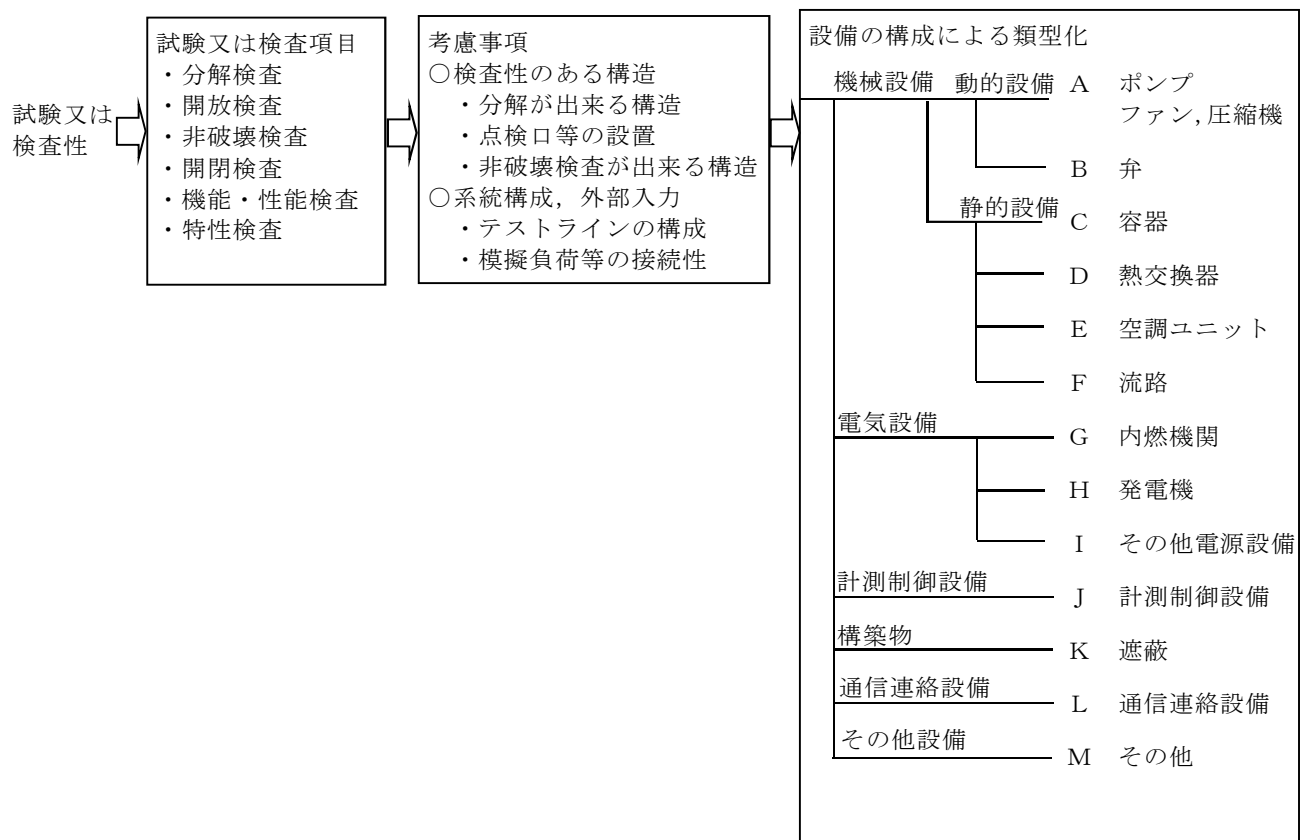 試験又は
検査性
試験又は検査項目
・分解検査
・開放検査
・非破壊検査
・開閉検査
・機能・性能検査
・特性検査
考慮事項
○検査性のある構造
・分解が出来る構造
・点検口等の設置
・非破壊検査が出来る構造
○系統構成，外部入力
・テストラインの構成
・模擬負荷等の接続性
設備の構成による類型化
機械設備 動的設備 A ポンプ
ファン,圧縮機
B 弁
静的設備 C 容器
D 熱交換器
E 空調ユニット
F 流路
電気設備 G 内燃機関
H 発電機
I その他電源設備
計測制御設備 J 計測制御設備
構築物 K 遮蔽
通信連絡設備 L 通信連絡設備
その他設備 M その他